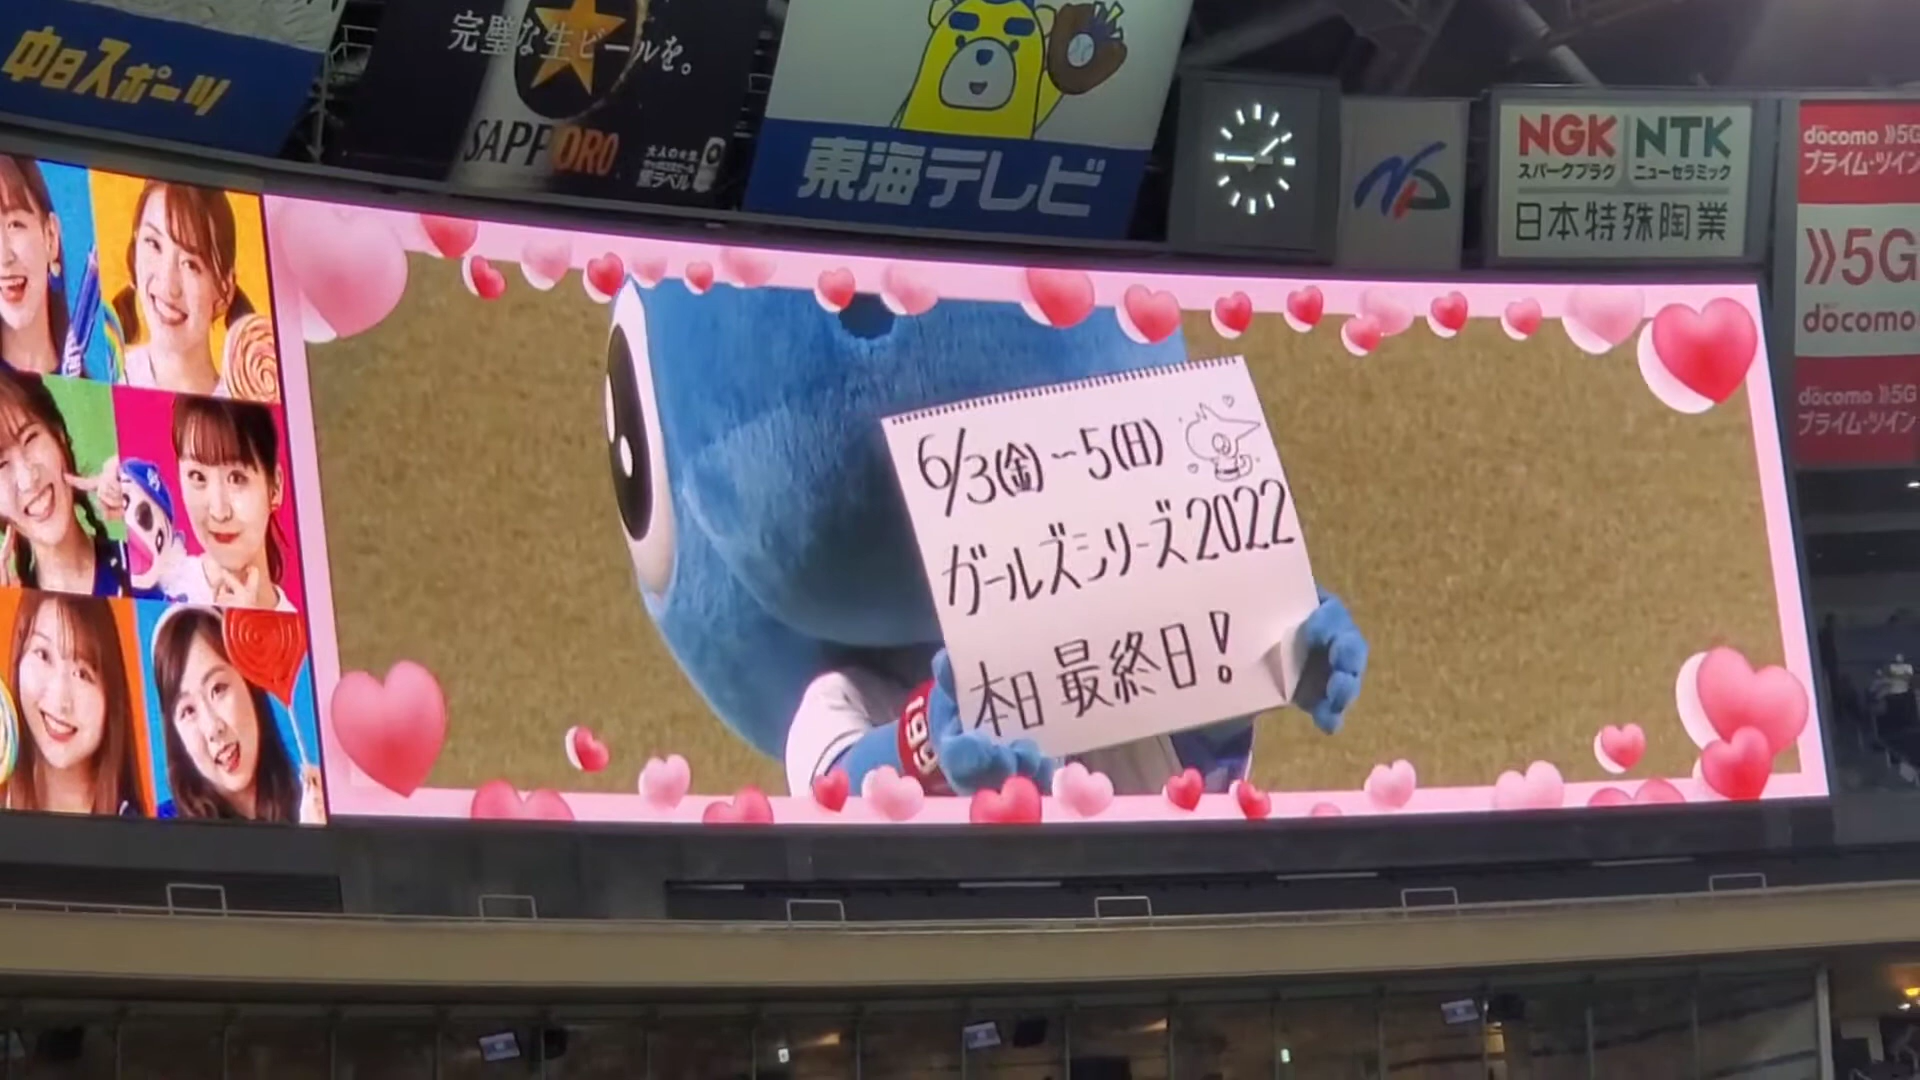 中日スポーツ
完璧な生ビールを。
SAPPORO
東海テレビ
NGK
スパークプラグ
NTK
ニューセラミック
日本特殊陶業
docomo 5G
プライム・ツイン
5G
docomo
docomo 5G
プライム・ツイン
6/3(金)~5(日)
ガールズシリーズ2022
本日最終日!